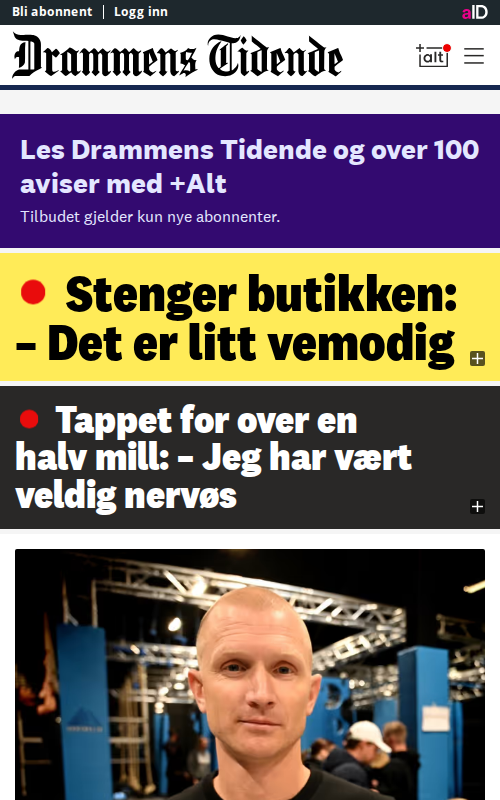 Bli abonnent
Logg inn
aID
Drammens Tidende
+alt
Les Drammens Tidende og over 100
aviser med +Alt
Tilbudet gjelder kun nye abonnenter.
Stenger butikken:
– Det er litt vemodig
Tappet for over en
halv mill: – Jeg har vært
veldig nervøs